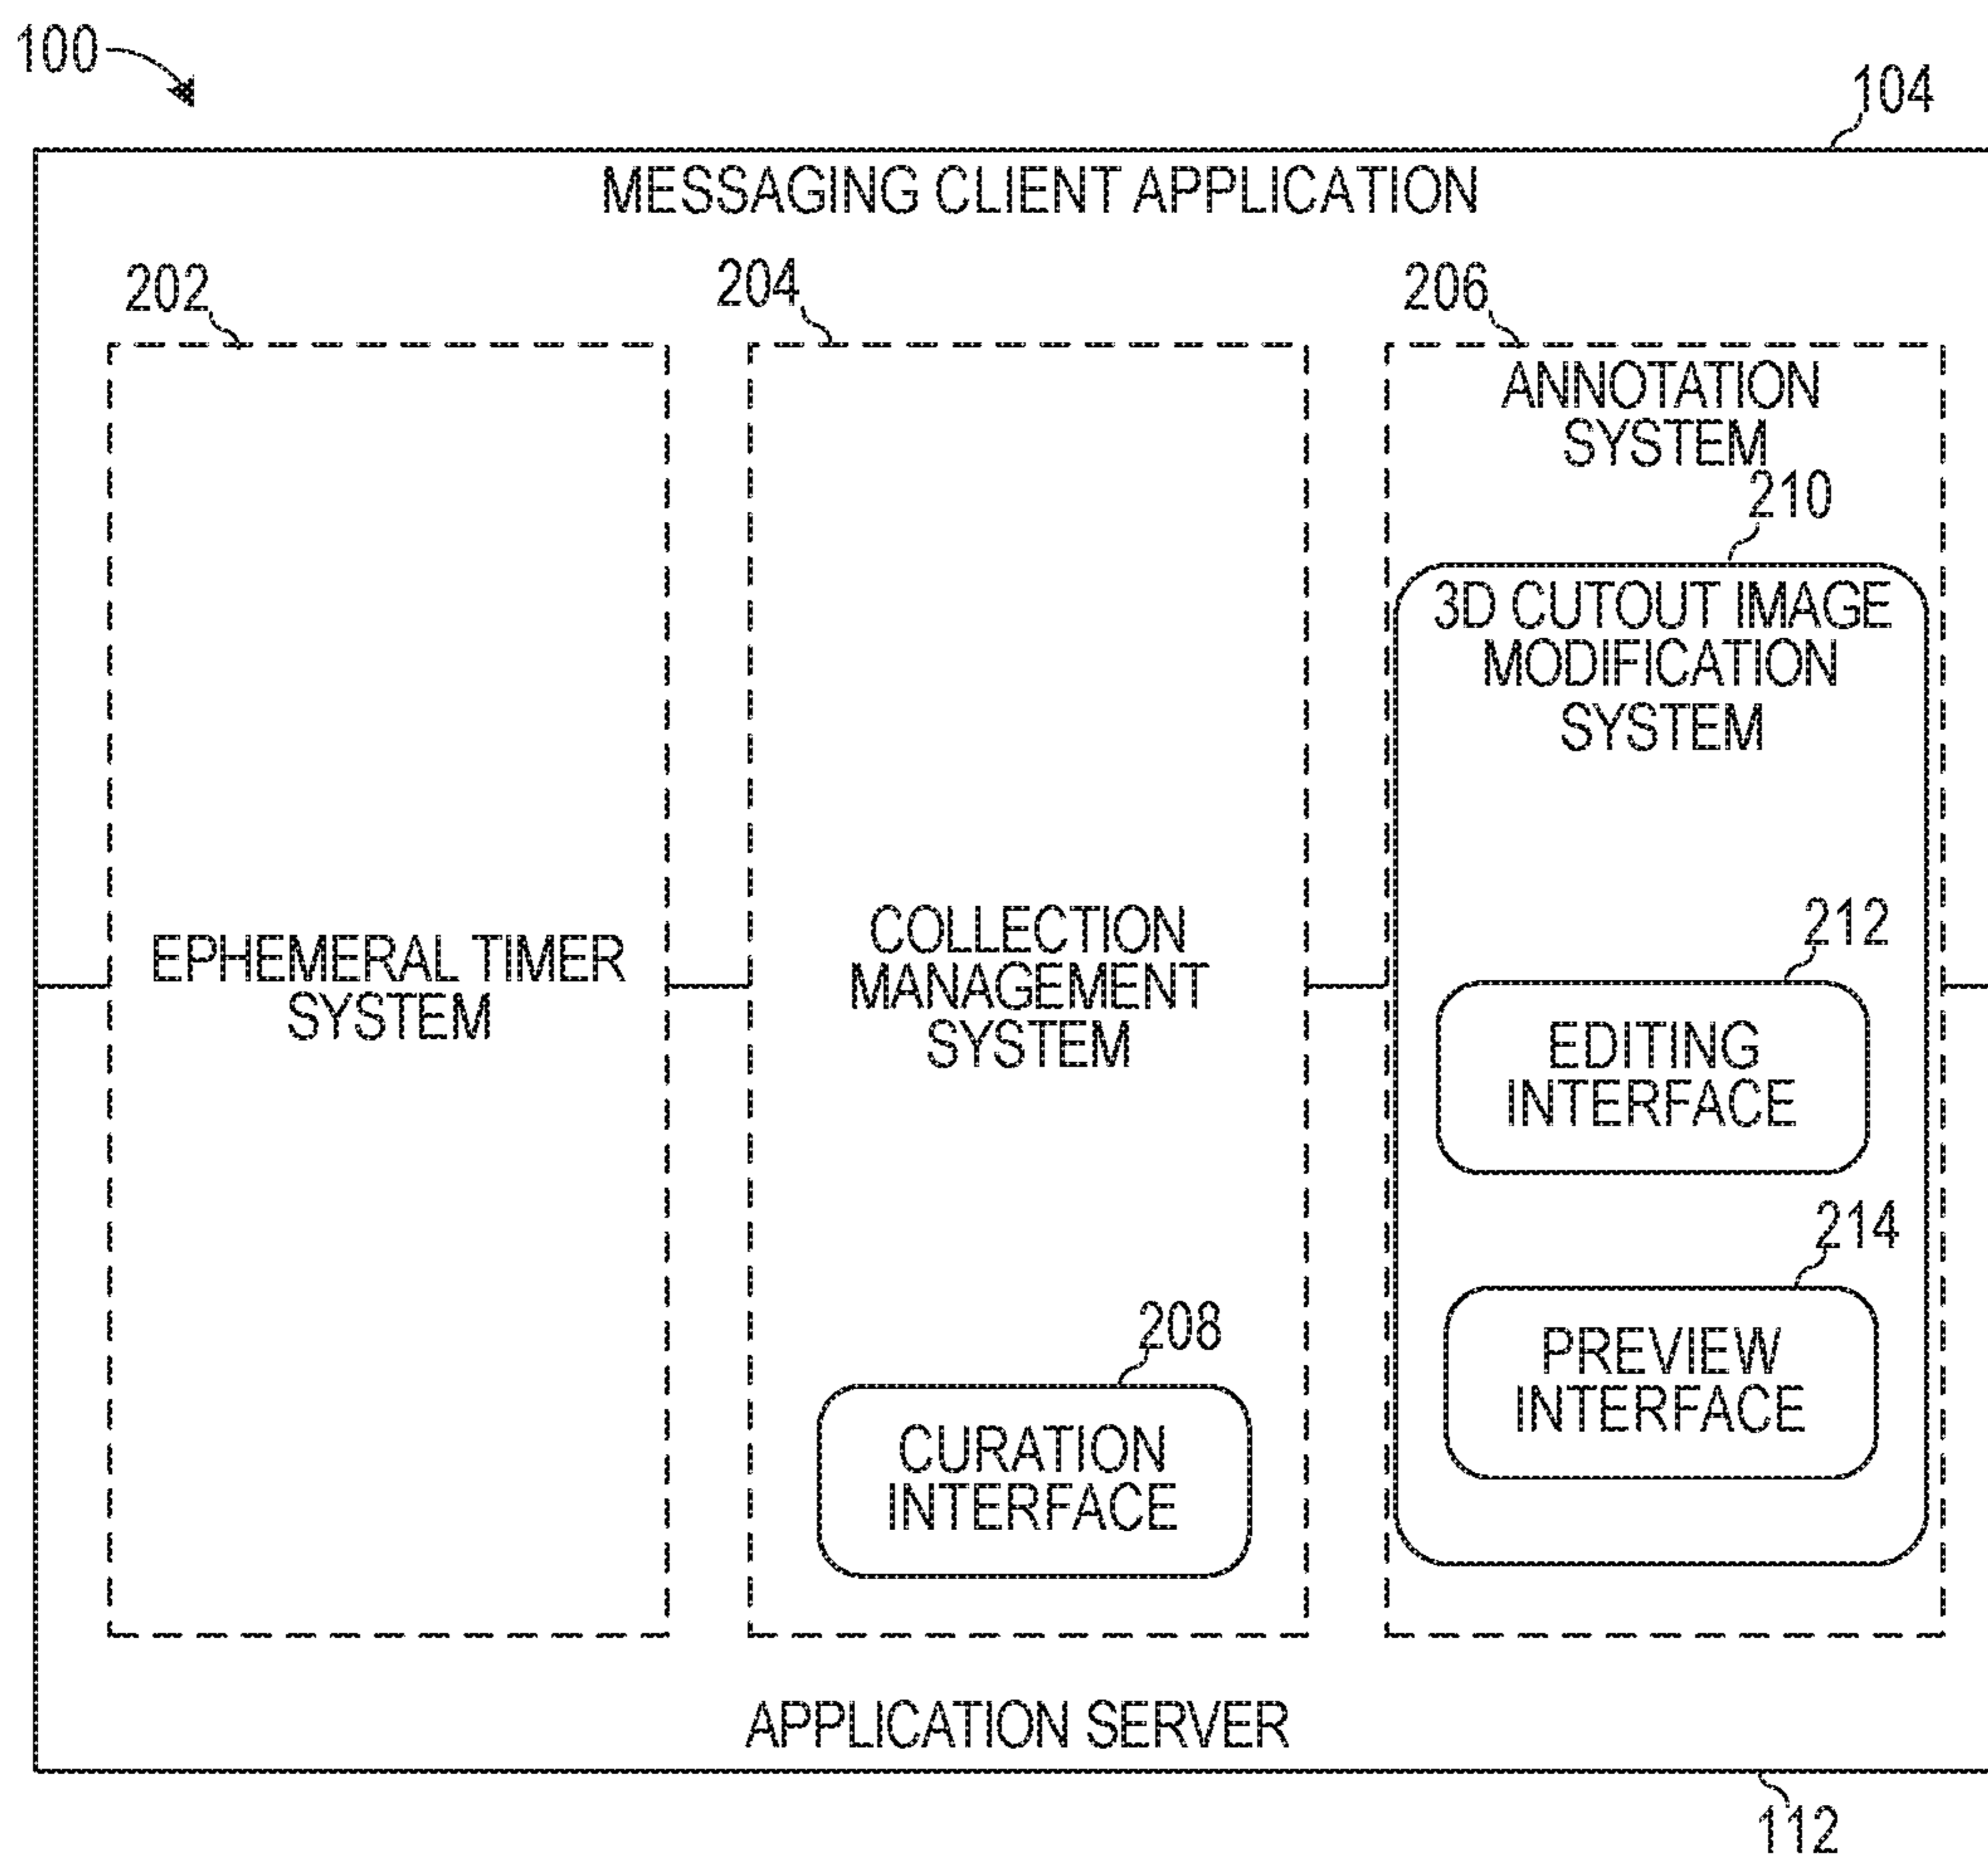 100
104
MESSAGING CLIENT APPLICATION
202
204
206
ANNOTATION
SYSTEM
210
3D CUTOUT IMAGE
MODIFICATION
SYSTEM
EPHEMERAL TIMER
SYSTEM
COLLECTION
MANAGEMENT
SYSTEM
212
EDITING
INTERFACE
214
PREVIEW
INTERFACE
208
CURATION
INTERFACE
APPLICATION SERVER
112